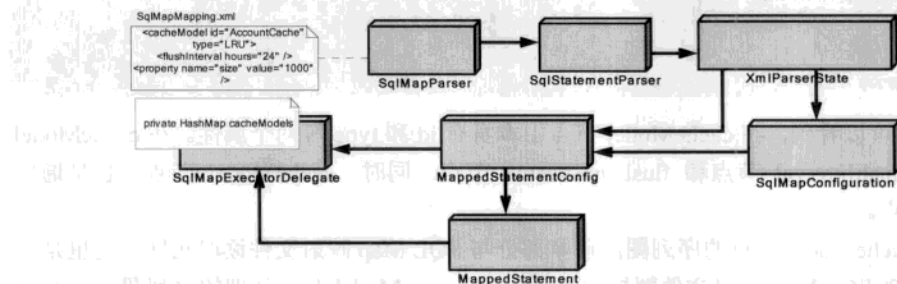 SqlMapMapping.xml
<cacheModel id="AccountCache"
type="LRU">
<flushInterval hours="24" />
<property name="size" value="1000"
/>
SqlMapParser
SqlStatementParser
XmlParserState
private HashMap cacheModels
SqlMapExecutorDelegate
MappedStatementConfig
SqlMapConfiguration
MappedStatement